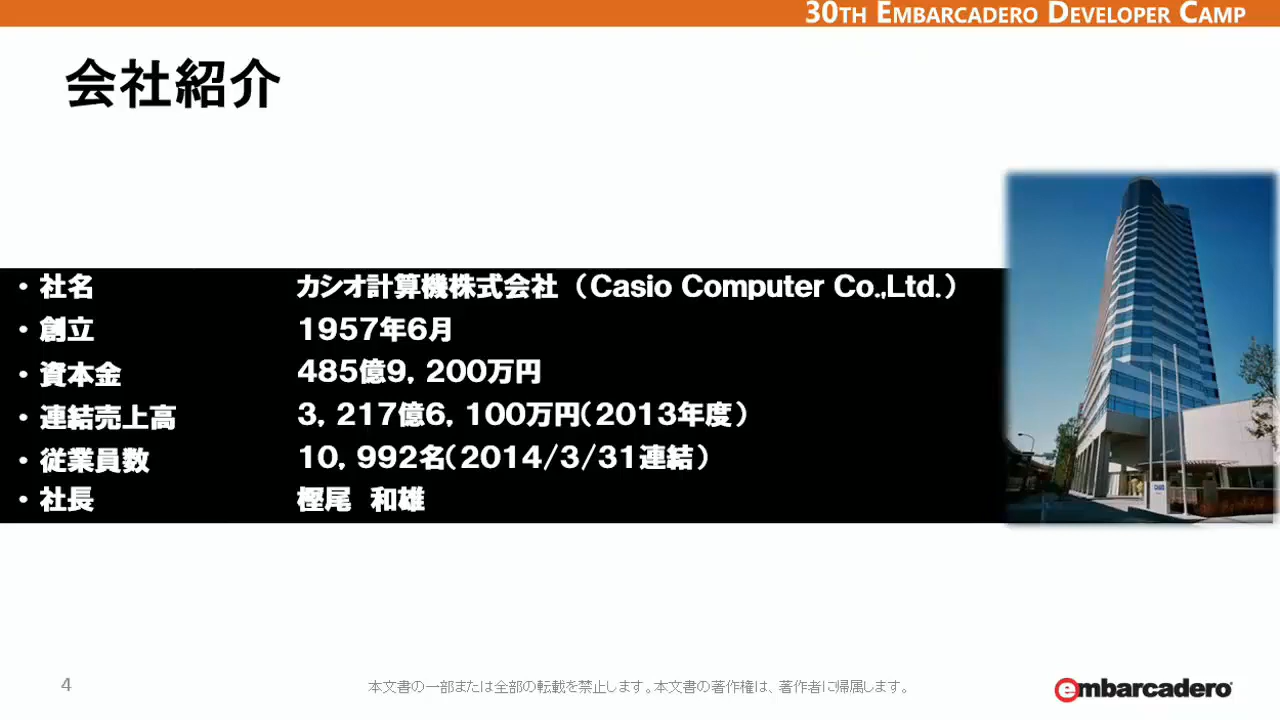 30TH EMBARCADERO DEVELOPER CAMP
会社紹介
・社名 カシオ計算機株式会社 （Casio Computer Co.,Ltd.）
・創立 1957年6月
・資本金 485億9，200万円
・連結売上高 3，217億6，100万円（2013年度）
・従業員数 10，992名（2014/3/31連結）
・社長 樫尾　和雄
4
本文書の一部または全部の転載を禁止します。本文書の著作権は、著作者に帰属します。
embarcadero